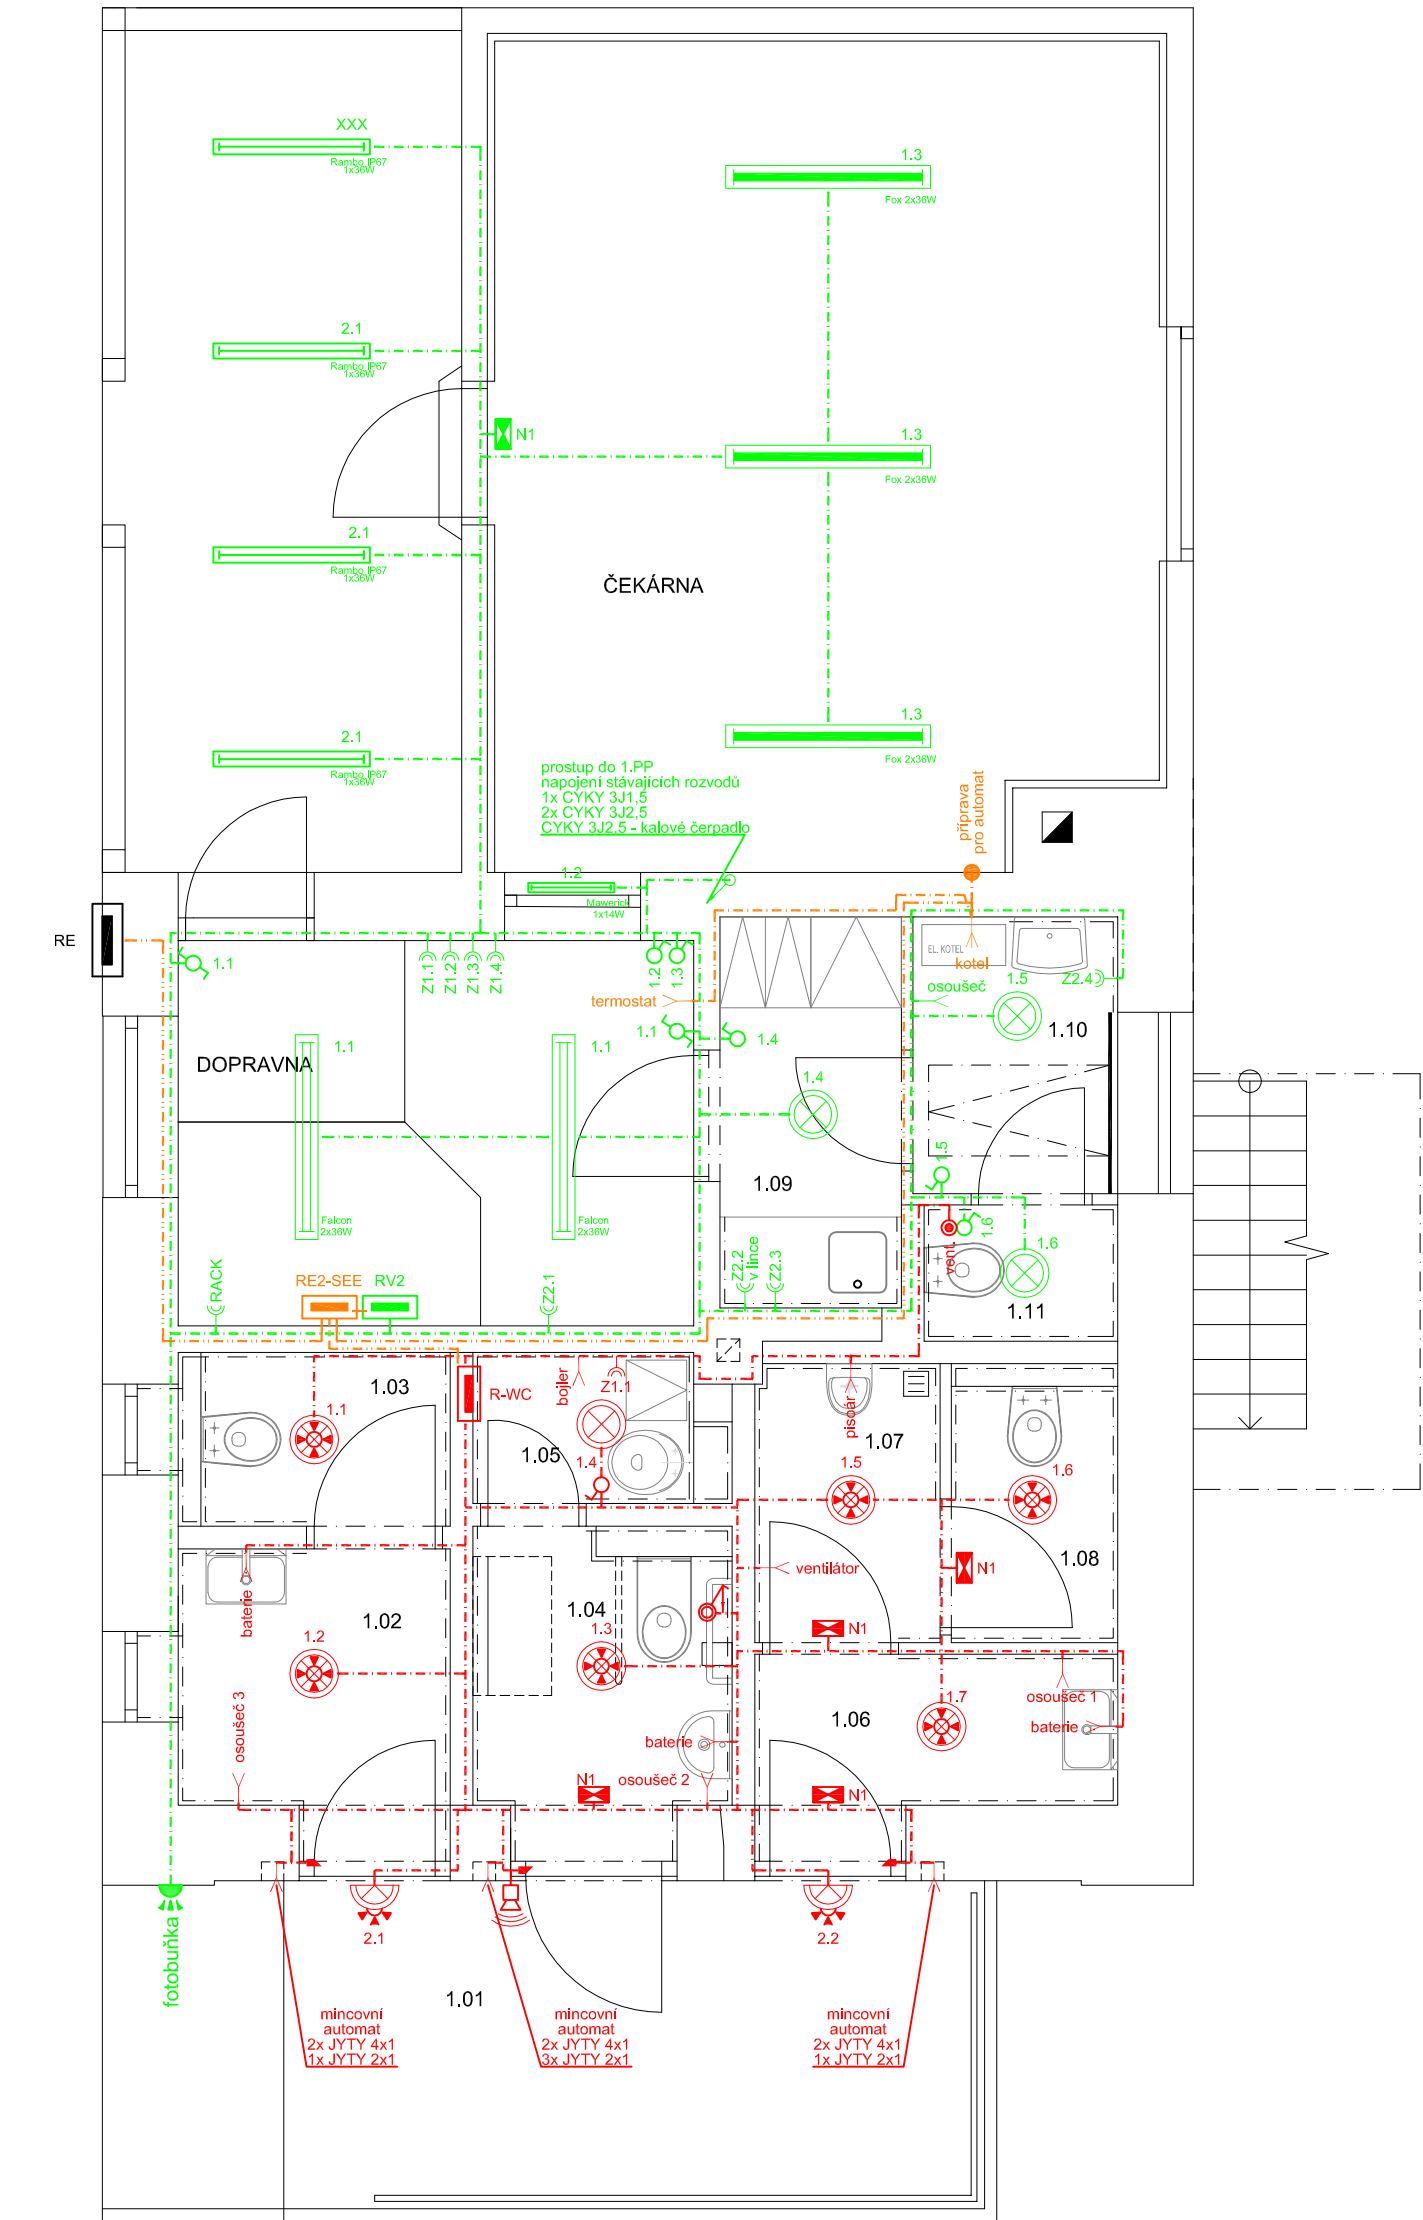 XXX
Rambo IP67
1x36W
1.3
Fox 2x36W
2.1
Rambo IP67
1x36W
N1
1.3
Fox 2x36W
2.1
Rambo IP67
1x36W
ČEKÁRNA
1.3
Fox 2x36W
2.1
Rambo IP67
1x36W
prostup do 1.PP
napojení stávajících rozvodů
1x CYKY 3J1,5
2x CYKY 3J2,5
CYKY 3J2,5 - kalové čerpadlo
příprava
pro automat
1.2
Mawerick
1x14W
RE
1.1
Z1.1
Z1.2
Z1.3
Z1.4
1.2
1.3
EL. KOTEL
kotel
termostat
osoušeč
1.5
Z2.4
1.1
1.4
1.10
DOPRAVNA
1.1
1.1
1.4
1.5
1.09
Falcon
2x36W
Falcon
2x36W
1.6
vent.
1.6
RACK
RE2-SEE
RV2
Z2.1
Z2.2
v lince
Z2.3
1.11
1.03
R-WC
bojler
Z1.1
1.1
1.05
1.4
pisoár
1.07
1.5
1.6
ventilátor
N1
1.08
baterie
1.02
1.04
1.2
1.3
N1
osoušeč 3
osoušeč 1
1.7
1.06
baterie
baterie
N1
osoušeč 2
N1
fotobuňka
2.1
2.2
1.01
mincovní
automat
2x JYTY 4x1
1x JYTY 2x1
mincovní
automat
2x JYTY 4x1
3x JYTY 2x1
mincovní
automat
2x JYTY 4x1
1x JYTY 2x1